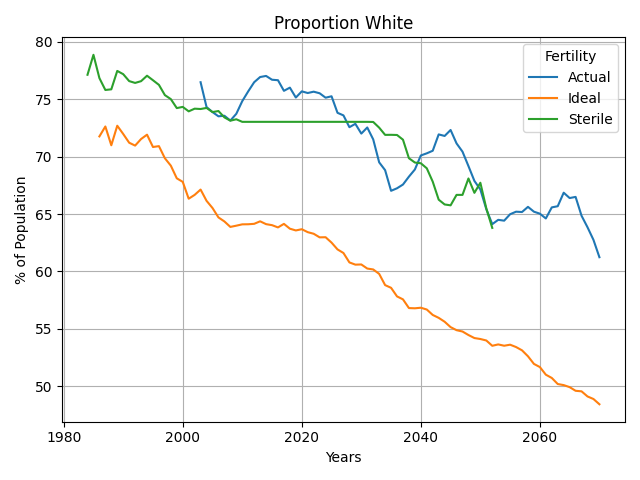 Proportion White
% of Population
80
75
70
65
60
55
50
Fertility
Actual
Ideal
Sterile
1980
2000
2020
2040
2060
Years